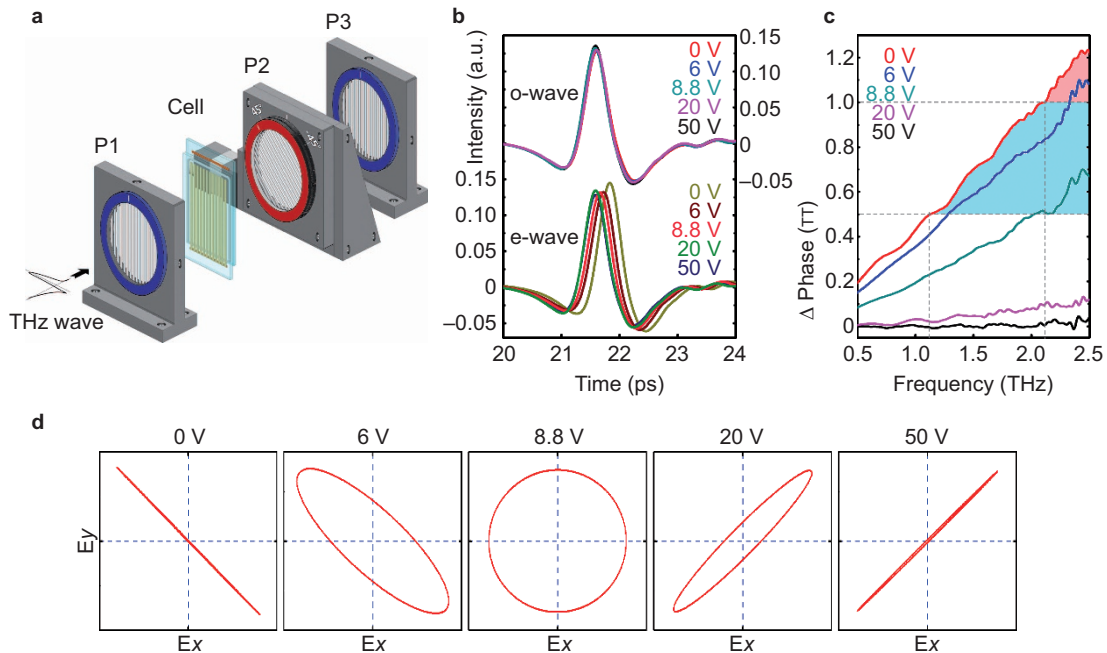 a
P3
P2
Cell
P1
45
-45
THz wave
b
Intensity (a.u.)
o-wave
0 V
6 V
8.8 V
20 V
50 V
0.15
0.10
0.05
0
−0.05
0.15
0.10
0.05
0
−0.05
e-wave
0 V
6 V
8.8 V
20 V
50 V
20 21 22 23 24
Time (ps)
c
Δ Phase (π)
1.2
1.0
0.8
0.6
0.4
0.2
0
0 V
6 V
8.8 V
20 V
50 V
0.5 1.0 1.5 2.0 2.5
Frequency (THz)
d
0 V 6 V 8.8 V 20 V 50 V
Ey
Ex Ex Ex Ex Ex